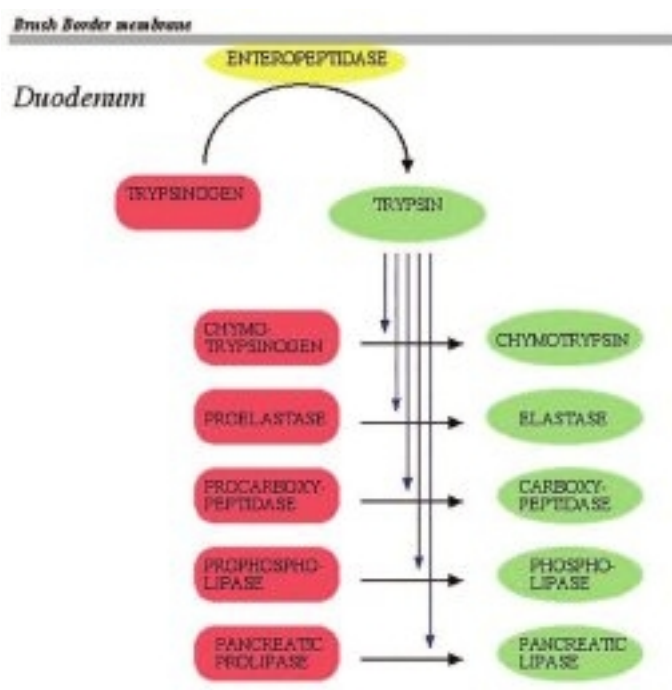 Brush Border membrane
ENTEROPEPTIDASE
Duodenum
TRYPSINOGEN
TRYPSIN
CHYMO-
TRYPSINOGEN
CHYMOTRYPSIN
PROELASTASE
ELASTASE
PROCARBOXY-
PEPTIDASE
CARBOXY-
PEPTIDASE
PROPHOSPHO-
LIPASE
PHOSPHO-
LIPASE
PANCREATIC
PROLIPASE
PANCREATIC
LIPASE